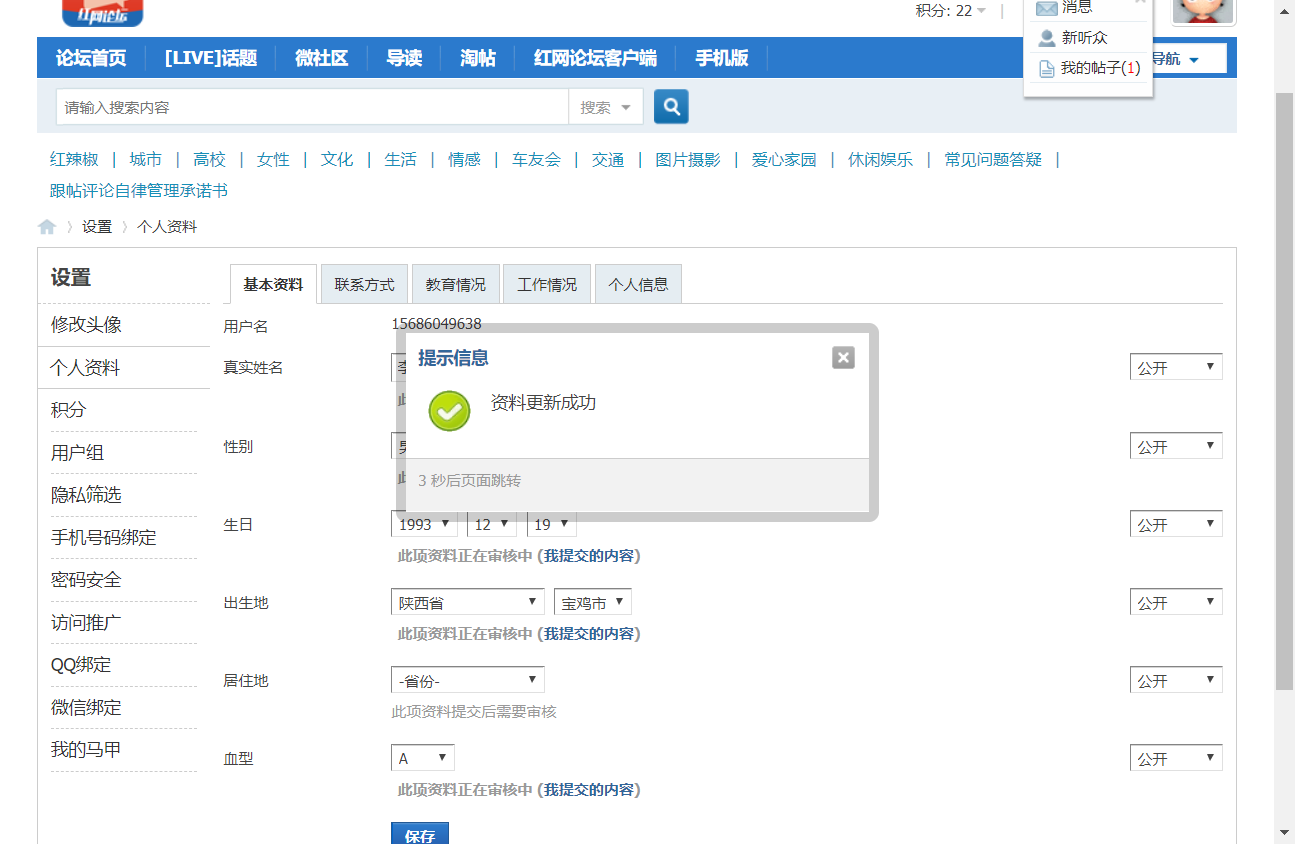 红网论坛
积分: 22
消息
新听众
我的帖子(1)
论坛首页 [LIVE]话题 微社区 导读 淘帖 红网论坛客户端 手机版
导航
请输入搜索内容 搜索
红辣椒 | 城市 | 高校 | 女性 | 文化 | 生活 | 情感 | 车友会 | 交通 | 图片摄影 | 爱心家园 | 休闲娱乐 | 常见问题答疑 |
跟帖评论自律管理承诺书
设置 〉 个人资料
设置
修改头像
个人资料
积分
用户组
隐私筛选
手机号码绑定
密码安全
访问推广
QQ绑定
微信绑定
我的马甲
基本资料 联系方式 教育情况 工作情况 个人信息
用户名 15686049638
真实姓名 公开
提示信息
资料更新成功
3 秒后页面跳转
性别 公开
生日 1993 12 19 公开
此项资料正在审核中 (我提交的内容)
出生地 陕西省 宝鸡市 公开
此项资料正在审核中 (我提交的内容)
居住地 -省份- 公开
此项资料提交后需要审核
血型 A 公开
此项资料正在审核中 (我提交的内容)
保存